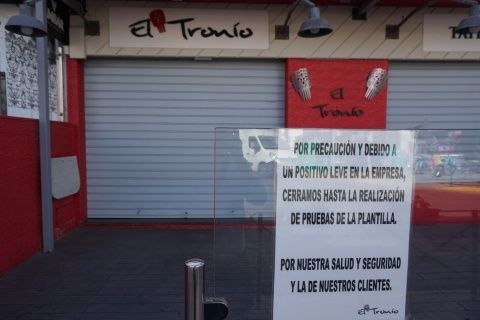 El Tronío
El
Tronío
POR PRECAUCIÓN Y DEBIDO A
UN POSITIVO LEVE EN LA EMPRESA,
CERRAMOS HASTA LA REALIZACIÓN
DE PRUEBAS DE LA PLANTILLA.
POR NUESTRA SALUD Y SEGURIDAD
Y LA DE NUESTROS CLIENTES.
El Tronío